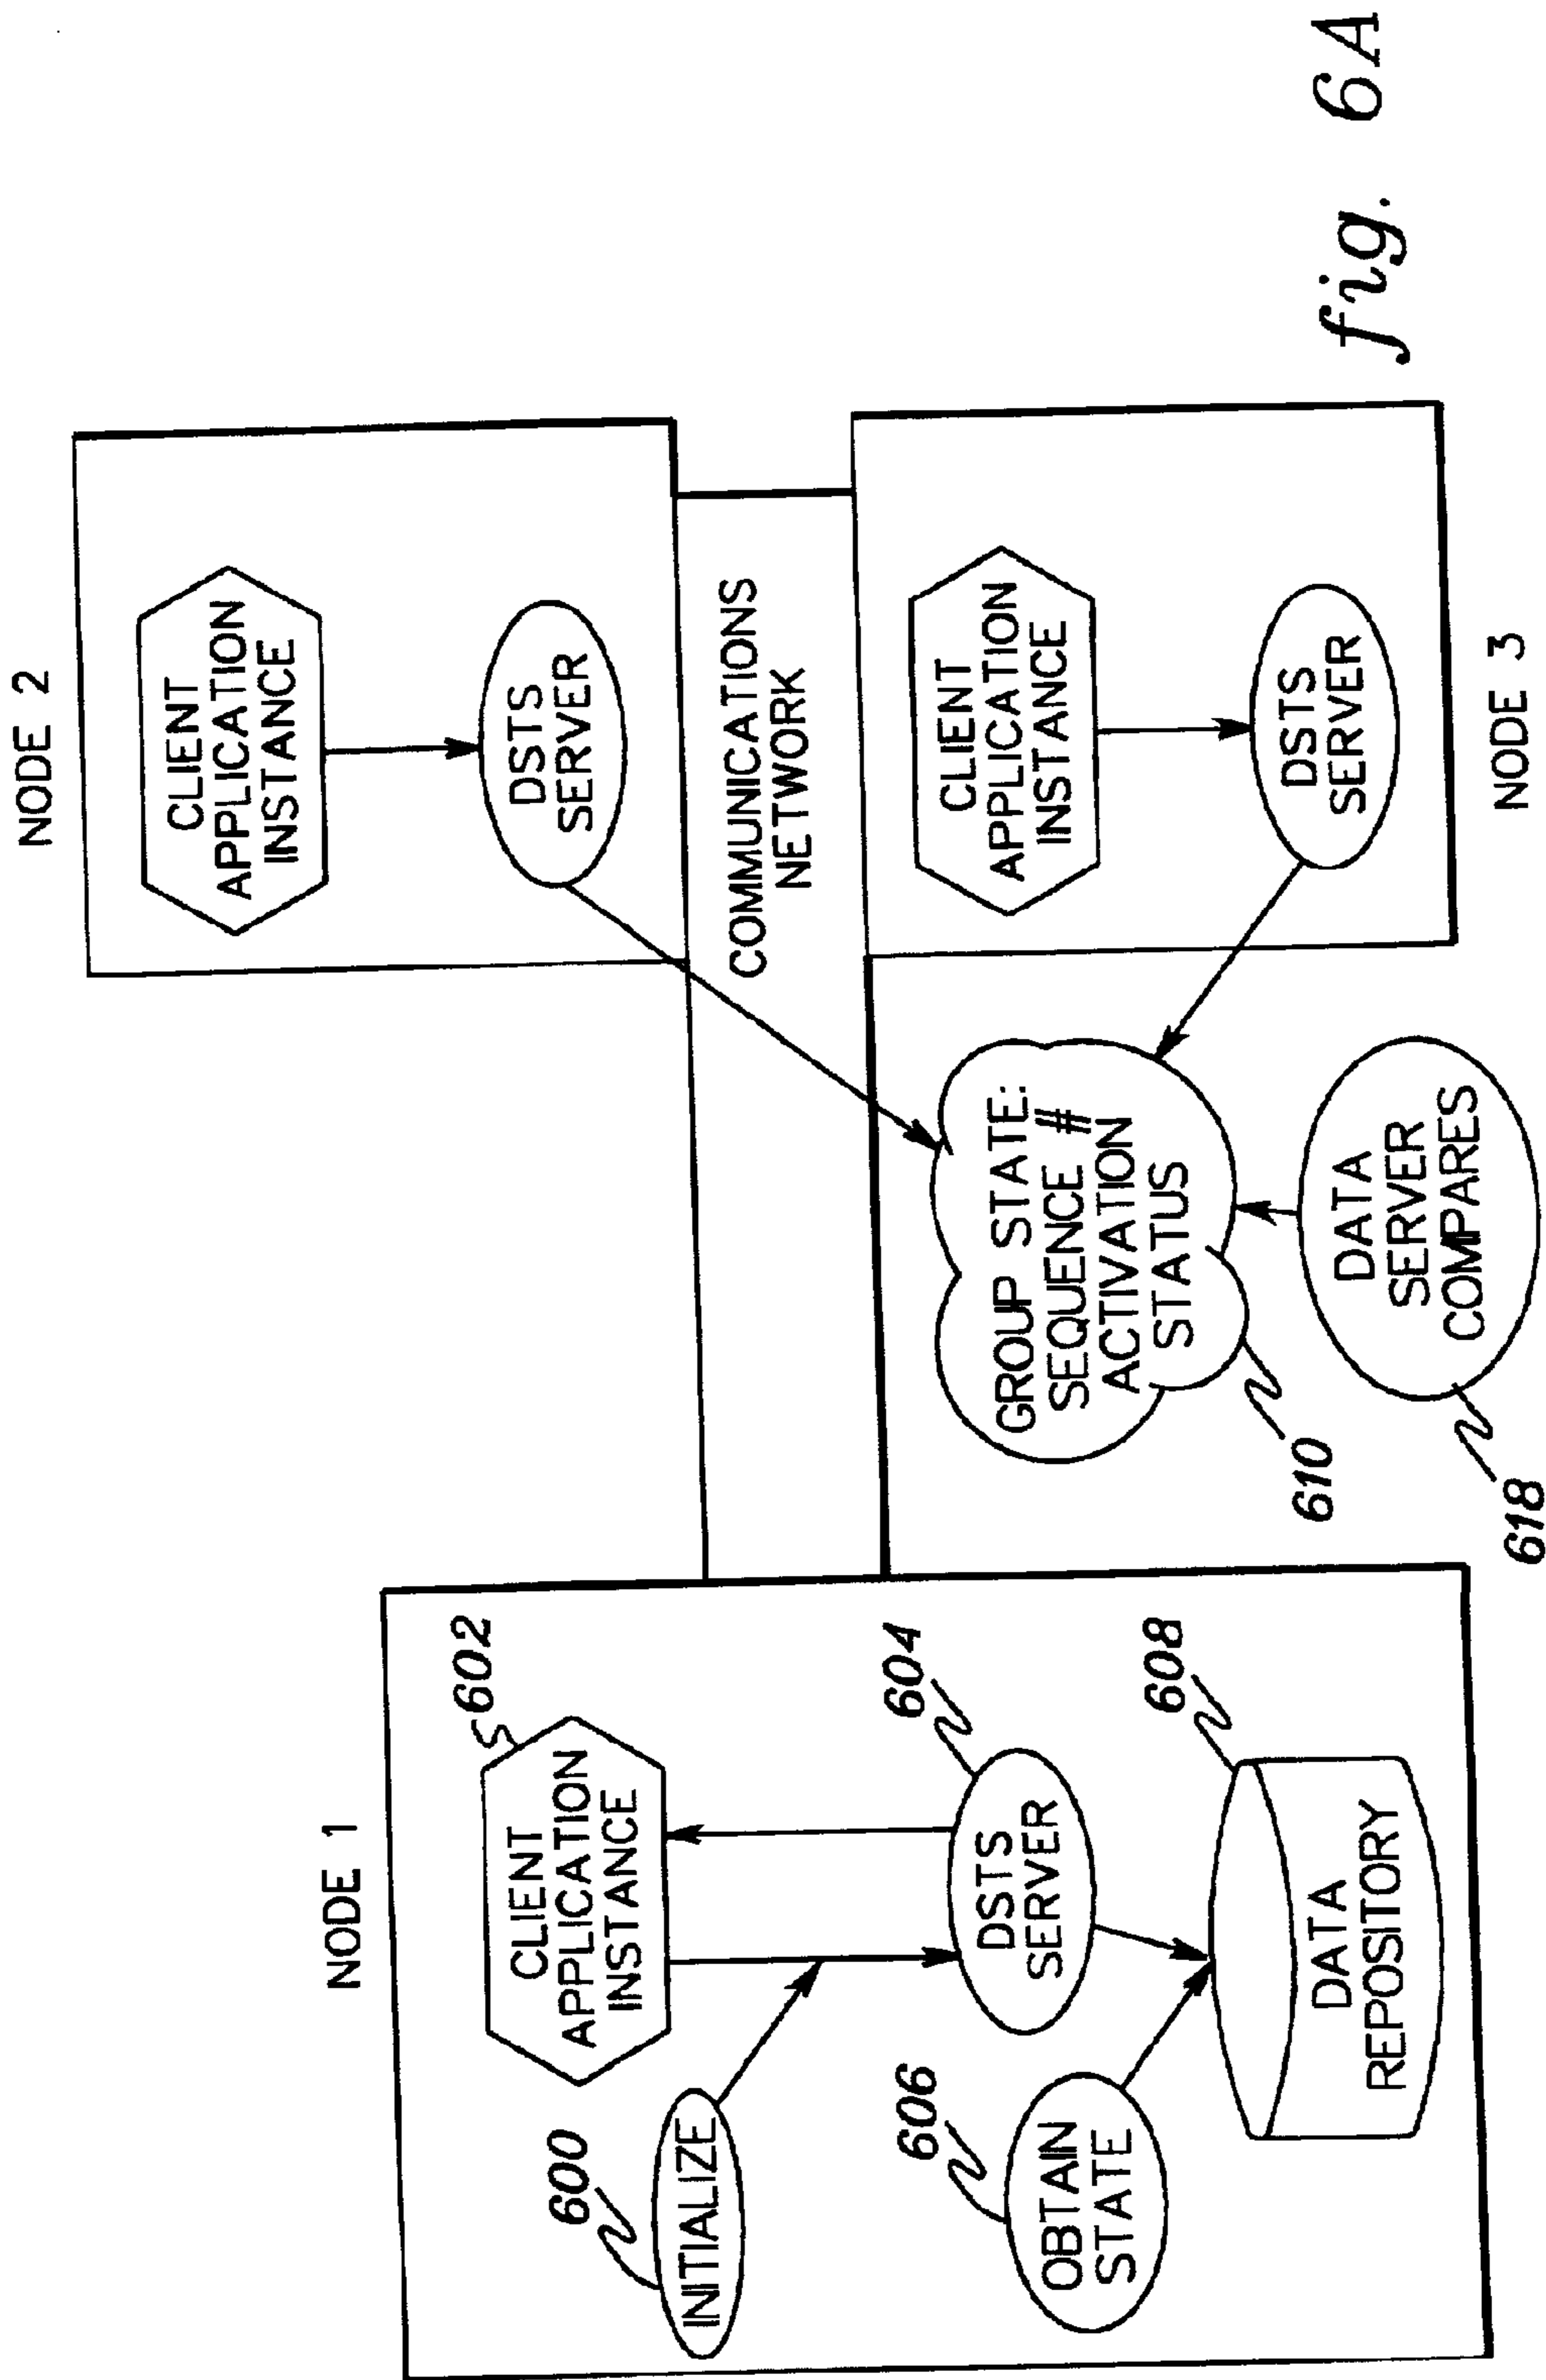 NODE 1
600
INITIALIZE
602
CLIENT
APPLICATION
INSTANCE
604
DSTS
SERVER
606
OBTAIN
STATE
608
DATA
REPOSITORY
NODE 2
CLIENT
APPLICATION
INSTANCE
DSTS
SERVER
COMMUNICATIONS
NETWORK
GROUP STATE:
SEQUENCE #
ACTIVATION
STATUS
610
DATA
SERVER
COMPARES
618
CLIENT
APPLICATION
INSTANCE
DSTS
SERVER
NODE 3
fig. 6A